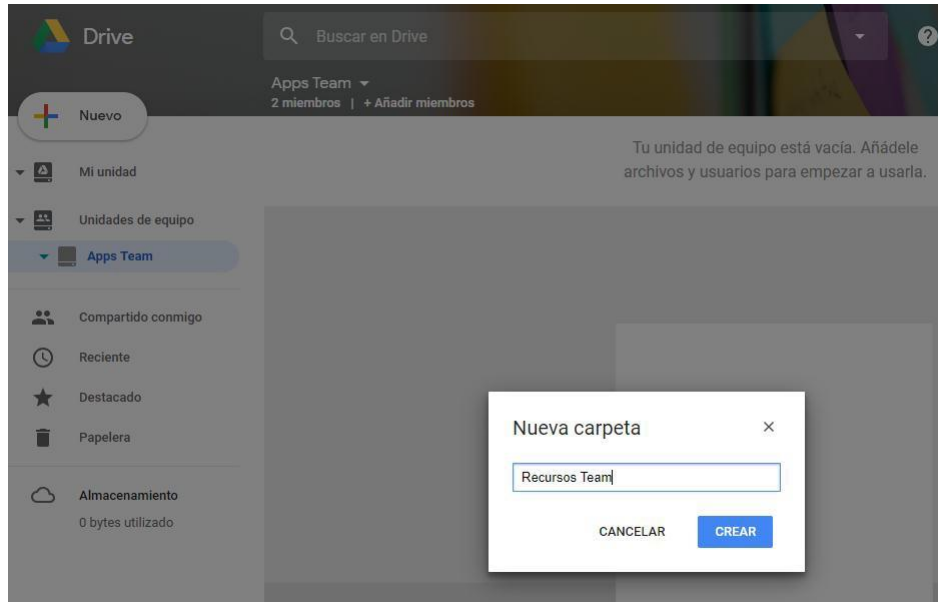 Drive
Buscar en Drive
Apps Team
2 miembros | + Añadir miembros
Nuevo
Tu unidad de equipo está vacía. Añádele
archivos y usuarios para empezar a usarla.
Mi unidad
Unidades de equipo
Apps Team
Compartido conmigo
Reciente
Destacado
Papelera
Almacenamiento
0 bytes utilizado
Nueva carpeta
Recursos Team
CANCELAR
CREAR